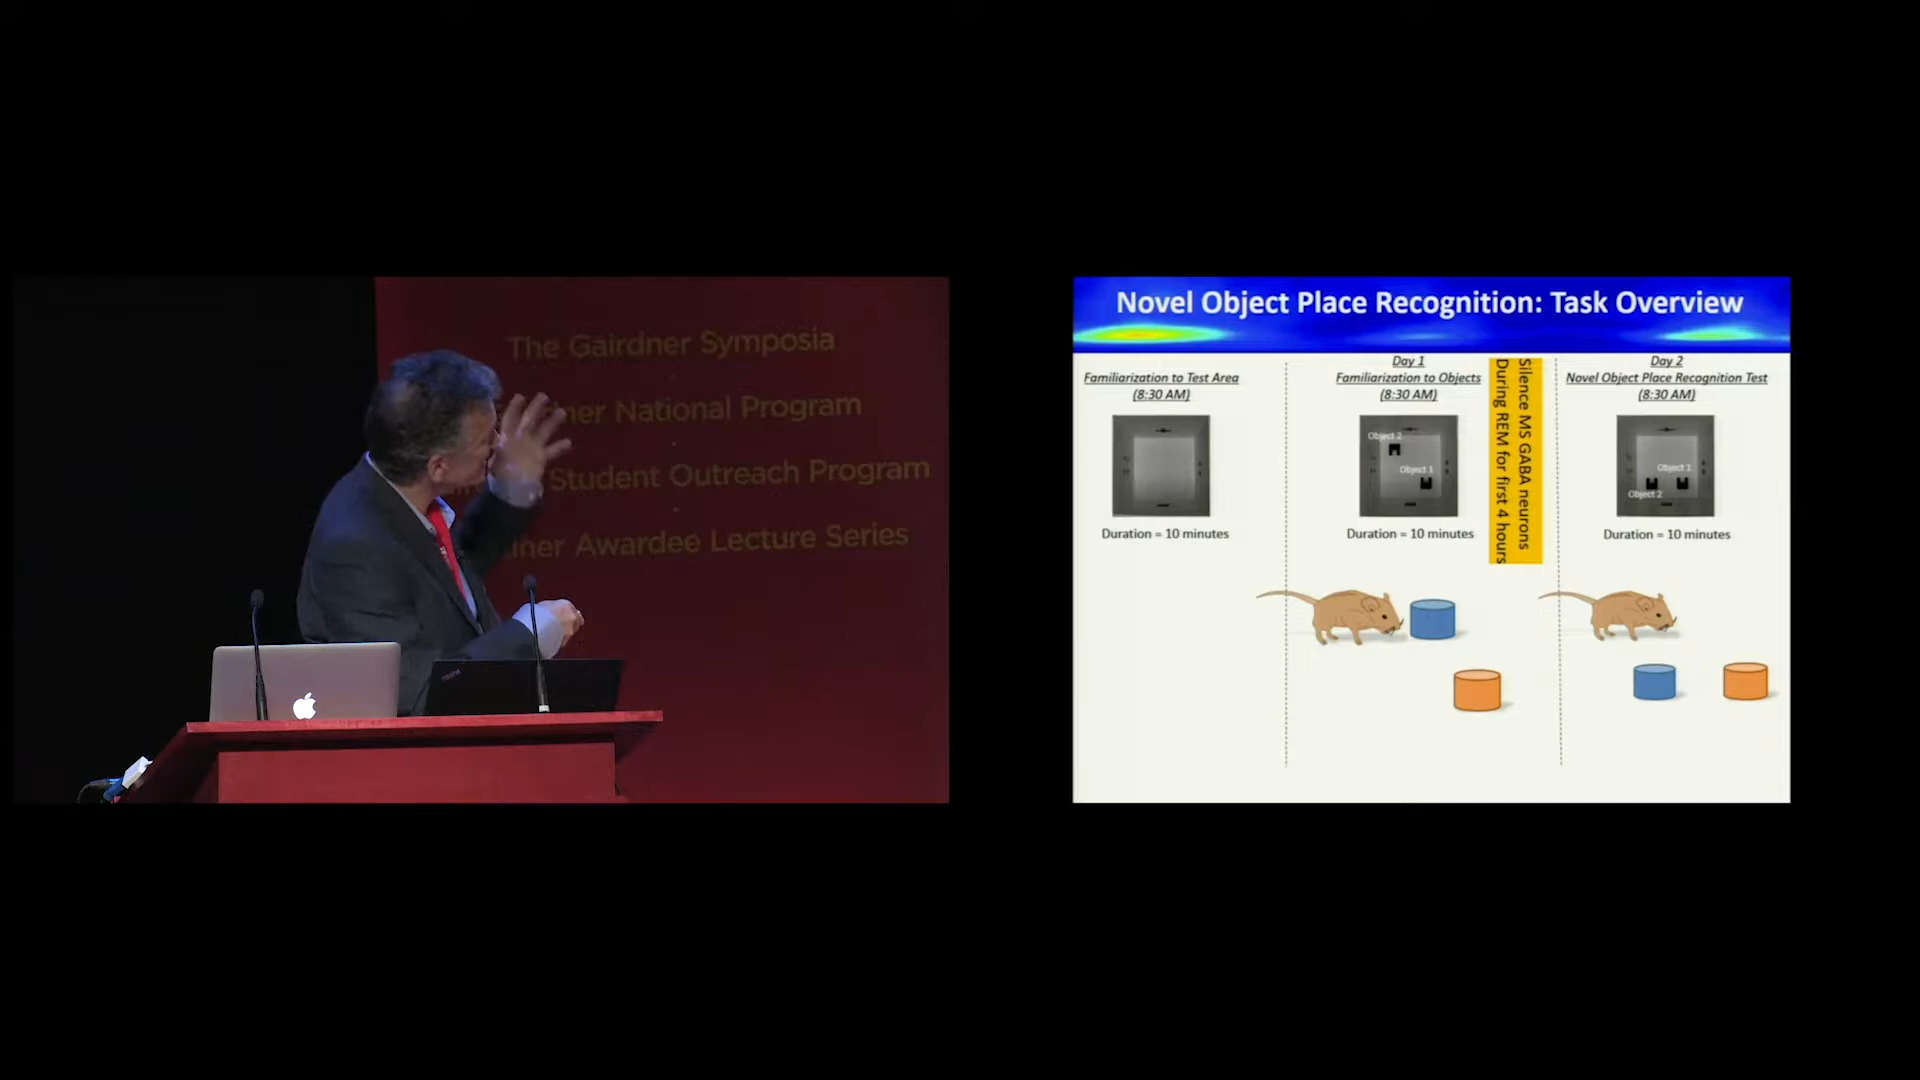 The Gairdner Symposia
ner National Program
Student Outreach Program
ner Awardee Lecture Series
Novel Object Place Recognition: Task Overview
Familiarization to Test Area
(8:30 AM)
Duration = 10 minutes
Day 1
Familiarization to Objects
(8:30 AM)
Object 2
Object 1
Duration = 10 minutes
Silence MS GABA neurons
During REM for first 4 hours
Day 2
Novel Object Place Recognition Test
(8:30 AM)
Object 1
Object 2
Duration = 10 minutes